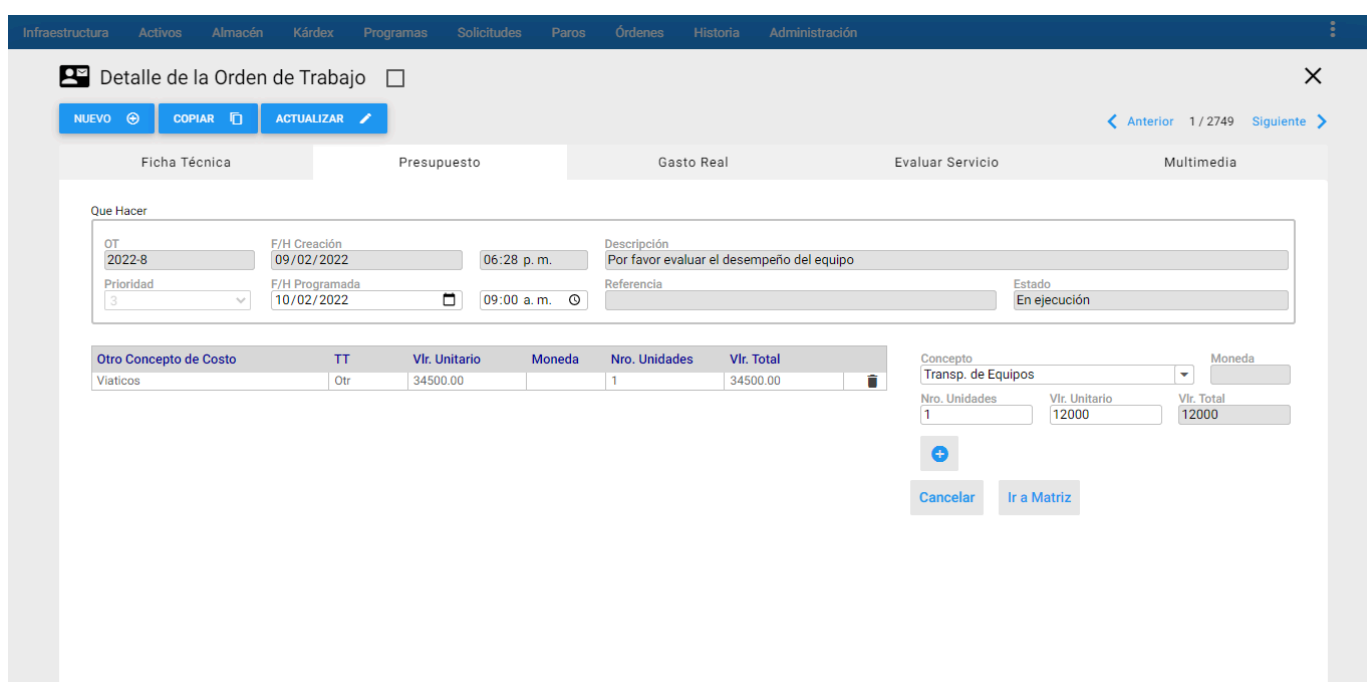 Infraestructura Activos Almacén Kárdex Programas Solicitudes Paros Órdenes Historia Administración
Detalle de la Orden de Trabajo
NUEVO COPIAR ACTUALIZAR Anterior 1 / 2749 Siguiente
Ficha Técnica Presupuesto Gasto Real Evaluar Servicio Multimedia
Que Hacer
OT F/H Creación Descripción
2022-8 09/02/2022 06:28 p. m. Por favor evaluar el desempeño del equipo
Prioridad F/H Programada Referencia Estado
3 10/02/2022 09:00 a. m. En ejecución
Otro Concepto de Costo TT Vlr. Unitario Moneda Nro. Unidades Vlr. Total
Viaticos Otr 34500.00 1 34500.00
Concepto Moneda
Transp. de Equipos
Nro. Unidades Vlr. Unitario Vlr. Total
1 12000 12000
Cancelar Ir a Matriz